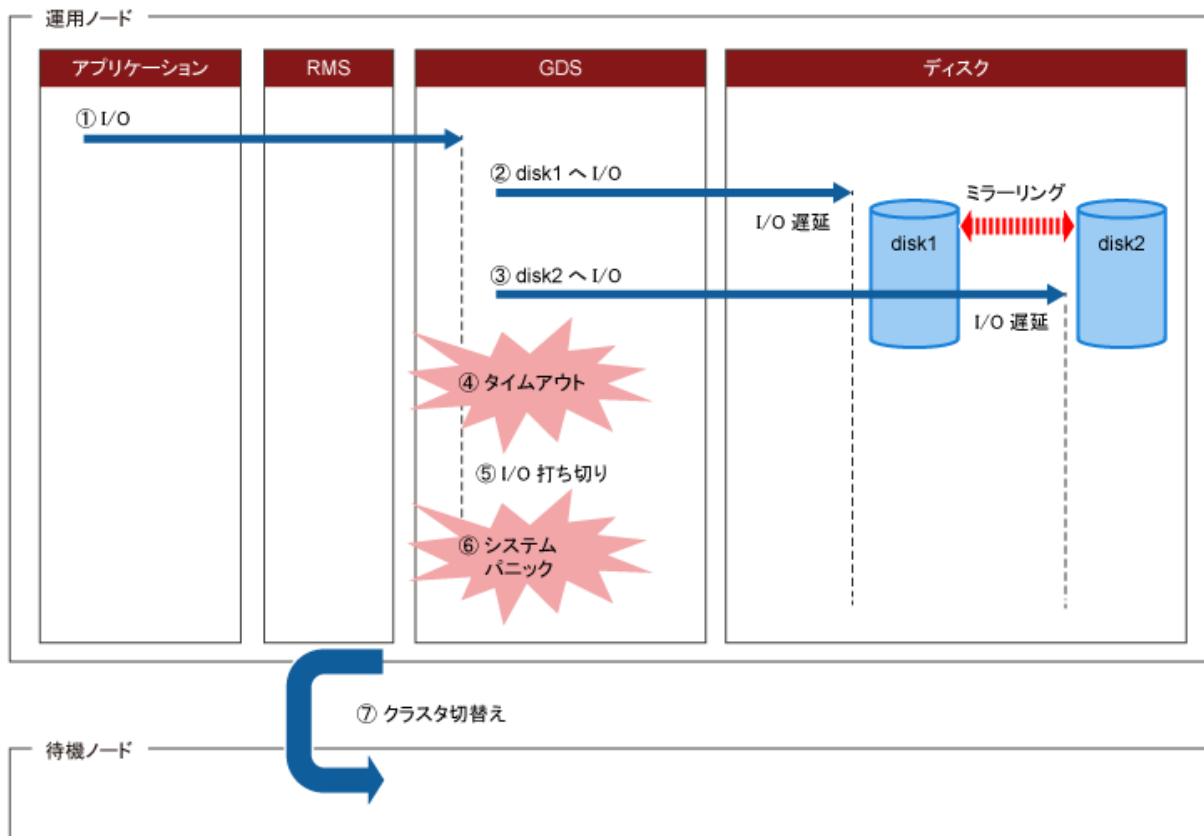 運用ノード
アプリケーション
RMS
GDS
ディスク
① I/O
② disk1 へ I/O
I/O 遅延
ミラーリング
disk1
disk2
③ disk2 へ I/O
I/O 遅延
④ タイムアウト
⑤ I/O 打ち切り
⑥ システム
パニック
⑦ クラスタ切替え
待機ノード